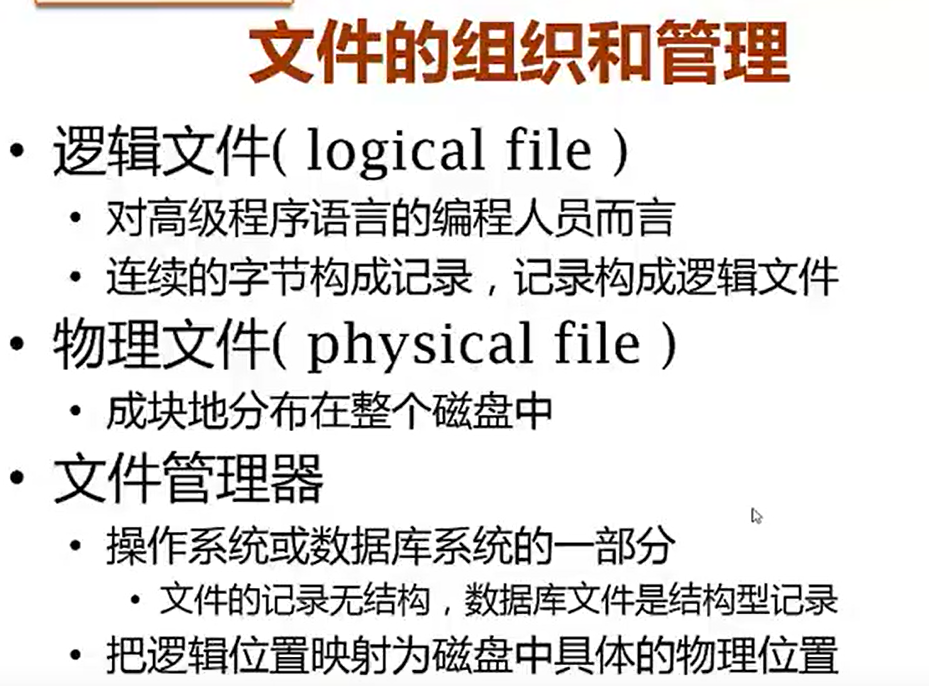 文件的组织和管理
• 逻辑文件( logical file )
• 对高级程序语言的编程人员而言
• 连续的字节构成记录，记录构成逻辑文件
• 物理文件( physical file )
• 成块地分布在整个磁盘中
• 文件管理器
• 操作系统或数据库系统的一部分
• 文件的记录无结构，数据库文件是结构型记录
• 把逻辑位置映射为磁盘中具体的物理位置